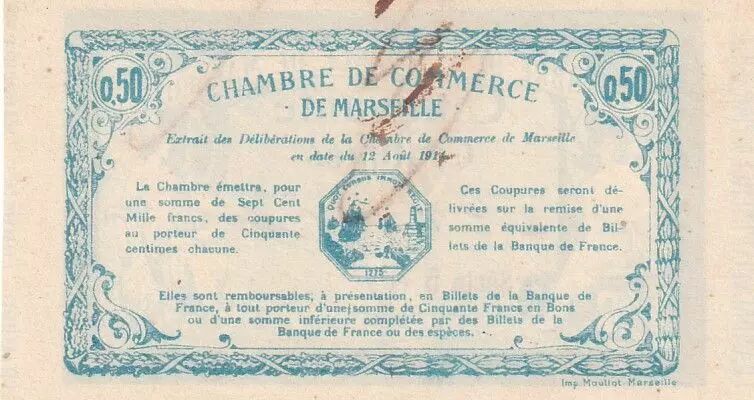 0,50
0,50
CHAMBRE DE COMMERCE
· DE MARSEILLE ·
Extrait des Délibérations de la Chambre de Commerce de Marseille
en date du 12 Août 1914.
La Chambre émettra, pour
une somme de Sept Cent
Mille francs, des coupures
au porteur de Cinquante
centimes chacune.
1275
Ces Coupures seront dé-
livrées sur la remise d'une
somme équivalente de Bil-
lets de la Banque de France.
Elles sont remboursables, à présentation, en Billets de la Banque de
France, à tout porteur d'une somme de Cinquante Francs en Bons
ou d'une somme inférieure complétée par des Billets de la
Banque de France ou des espèces.
Imp. Moullot - Marseille